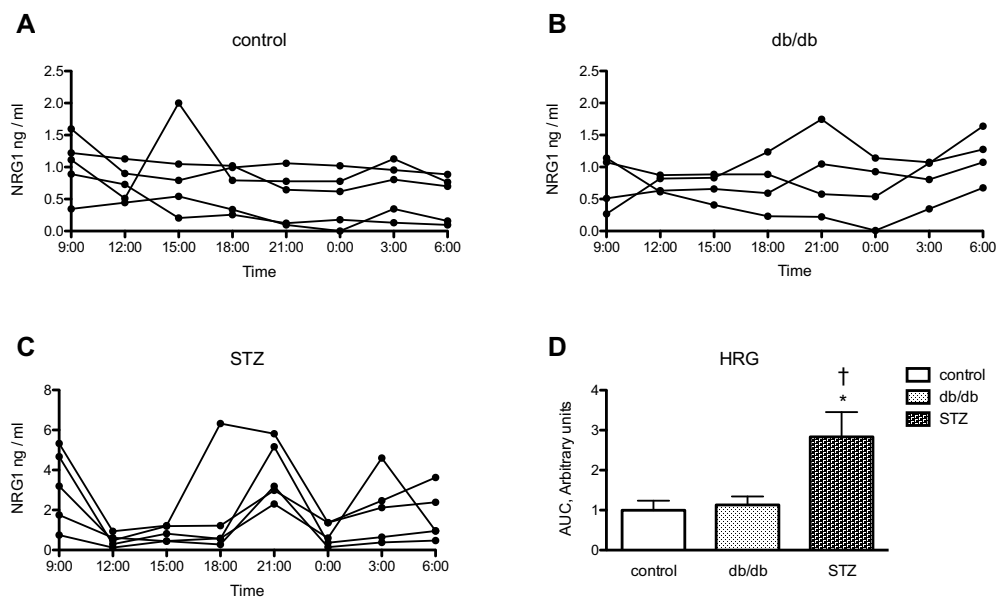 A
control
NRG1 ng / ml
2.5
2.0
1.5
1.0
0.5
0.0
9:00 12:00 15:00 18:00 21:00 0:00 3:00 6:00
Time
B
db/db
NRG1 ng / ml
2.5
2.0
1.5
1.0
0.5
0.0
9:00 12:00 15:00 18:00 21:00 0:00 3:00 6:00
Time
C
STZ
NRG1 ng / ml
8
6
4
2
0
9:00 12:00 15:00 18:00 21:00 0:00 3:00 6:00
Time
D
HRG
AUC, Arbitrary units
4
3
2
1
0
†
*
control db/db STZ
control
db/db
STZ